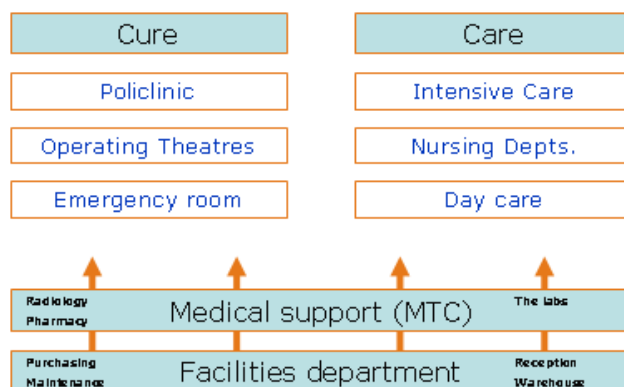 Cure
Care
Policlinic
Intensive Care
Operating Theatres
Nursing Depts.
Emergency room
Day care
Radiology
Pharmacy
Medical support (MTC)
The labs
Purchasing
Maintenance
Facilities department
Reception
Warehouse